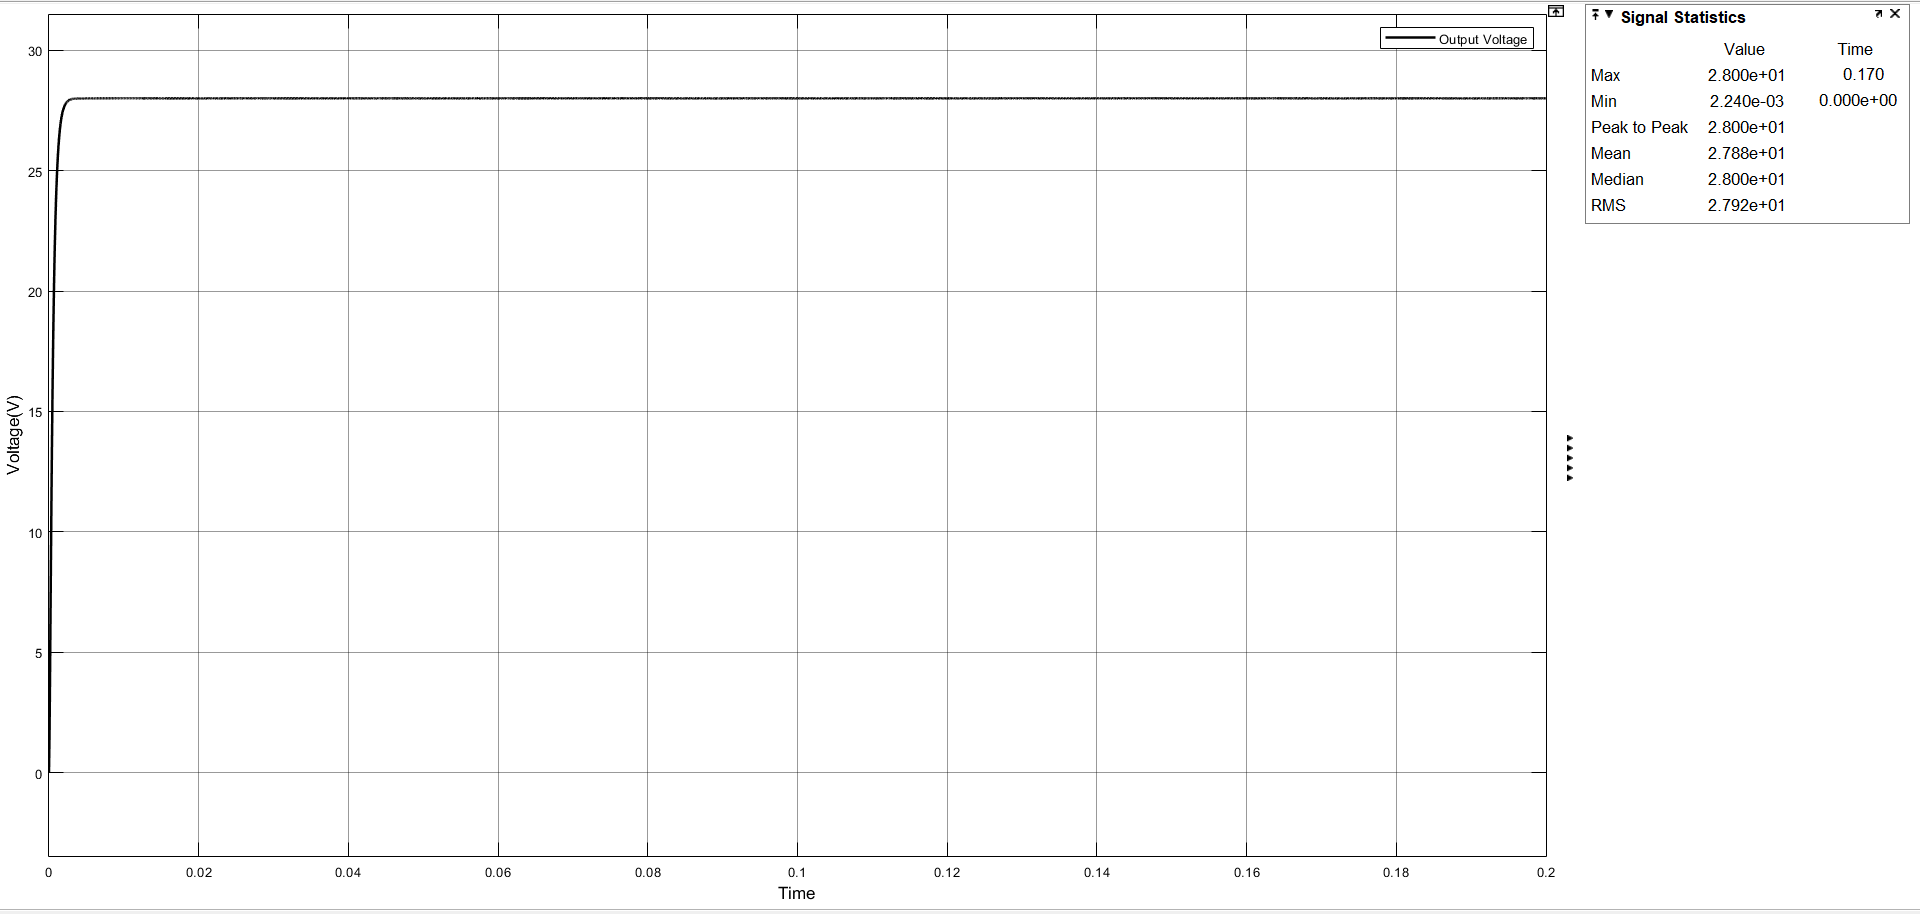 Output Voltage
30
25
20
15
10
5
0
Voltage(V)
0 0.02 0.04 0.06 0.08 0.1 0.12 0.14 0.16 0.18 0.2
Time
Signal Statistics
Value Time
Max 2.800e+01 0.170
Min 2.240e-03 0.000e+00
Peak to Peak 2.800e+01
Mean 2.788e+01
Median 2.800e+01
RMS 2.792e+01